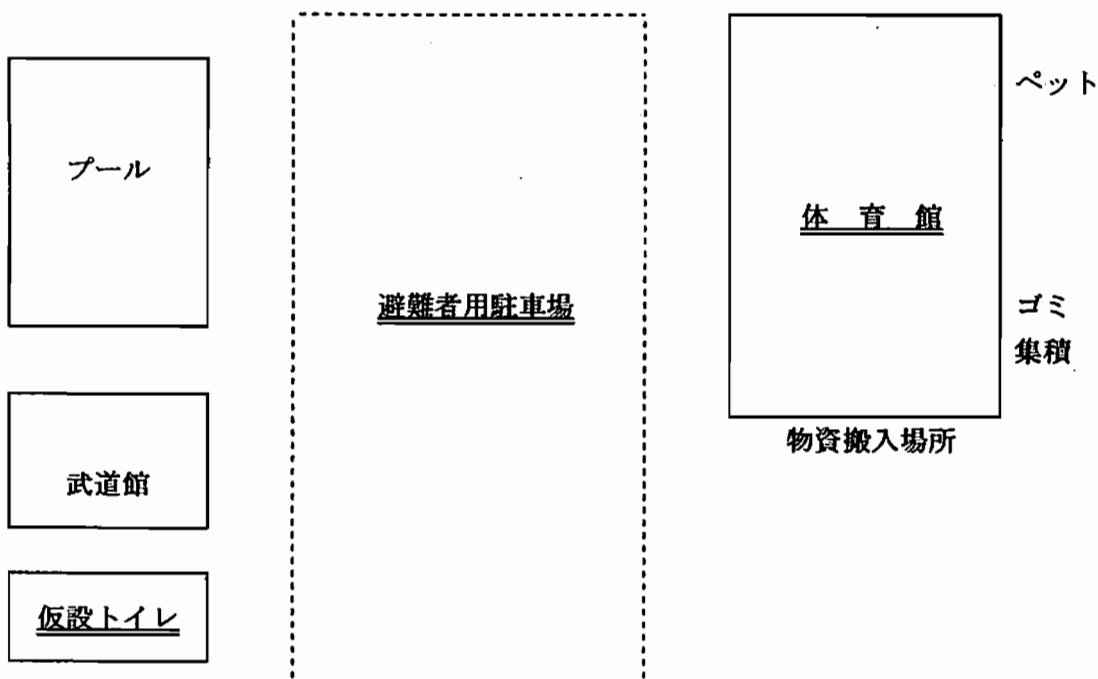 ペット
プール
体 育 館
避難者用駐車場
ゴミ
集積
物資搬入場所
武道館
仮設トイレ